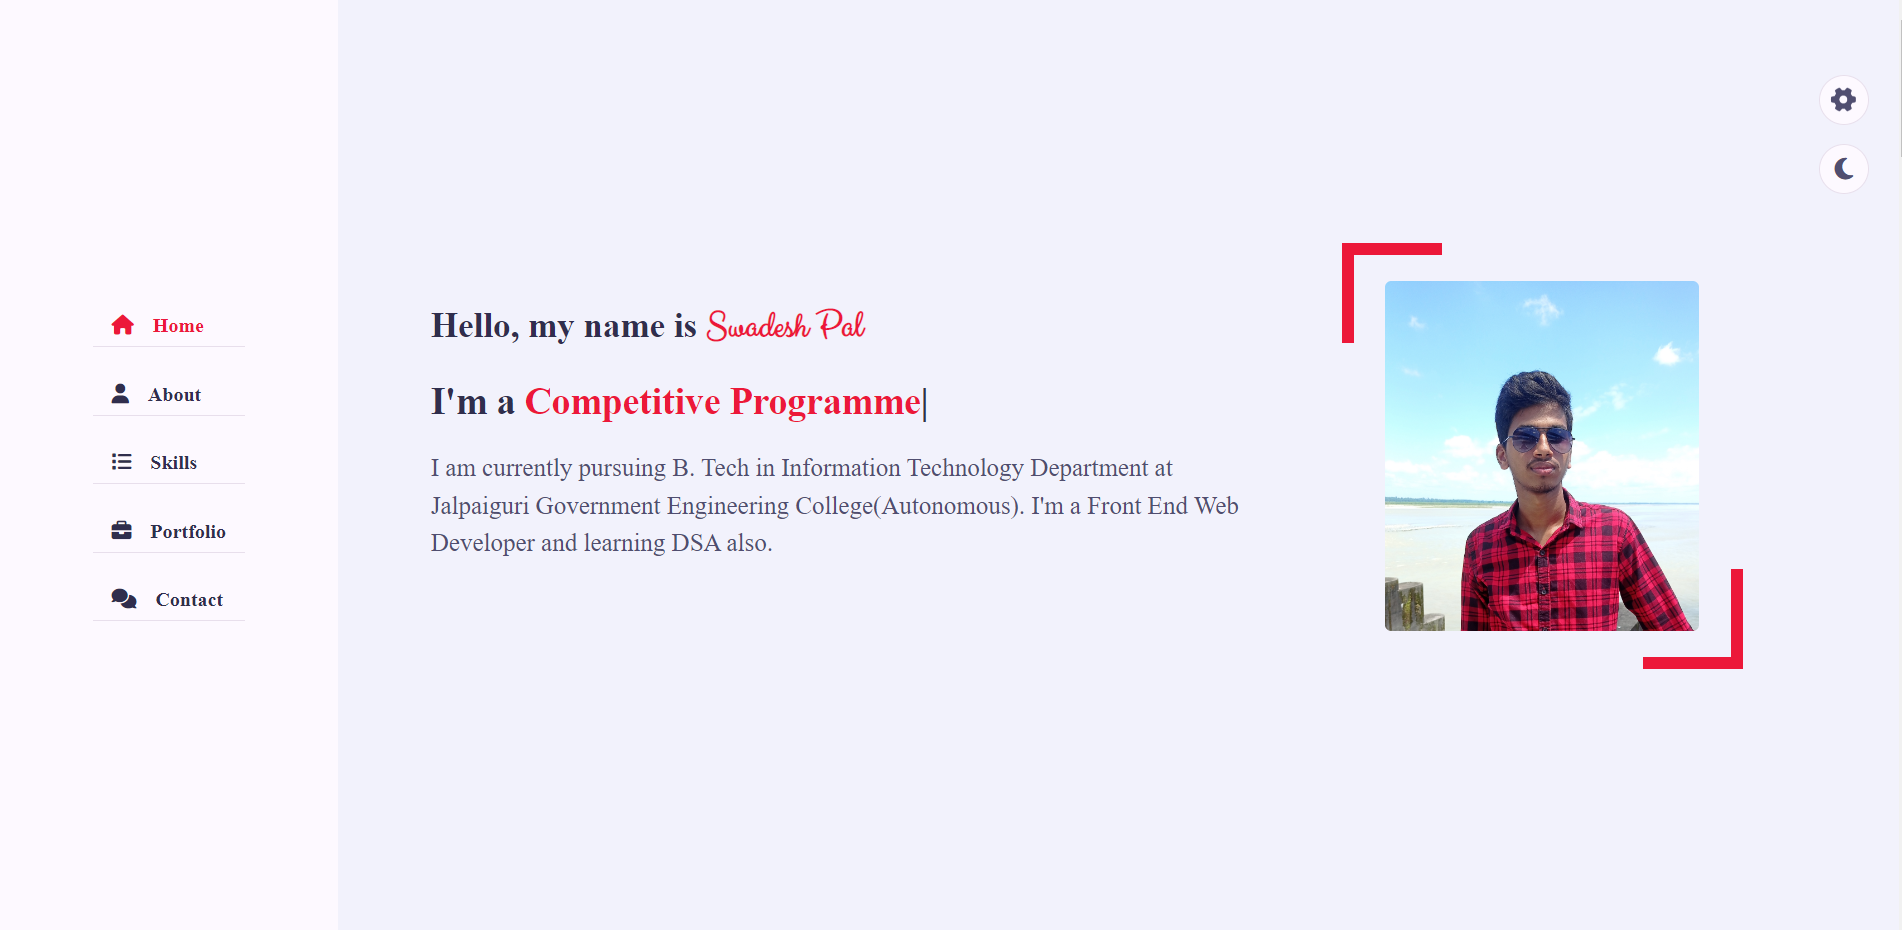 Home
About
Skills
Portfolio
Contact
Hello, my name is Swadesh Pal
I'm a Competitive Programme|
I am currently pursuing B. Tech in Information Technology Department at
Jalpaiguri Government Engineering College(Autonomous). I'm a Front End Web
Developer and learning DSA also.